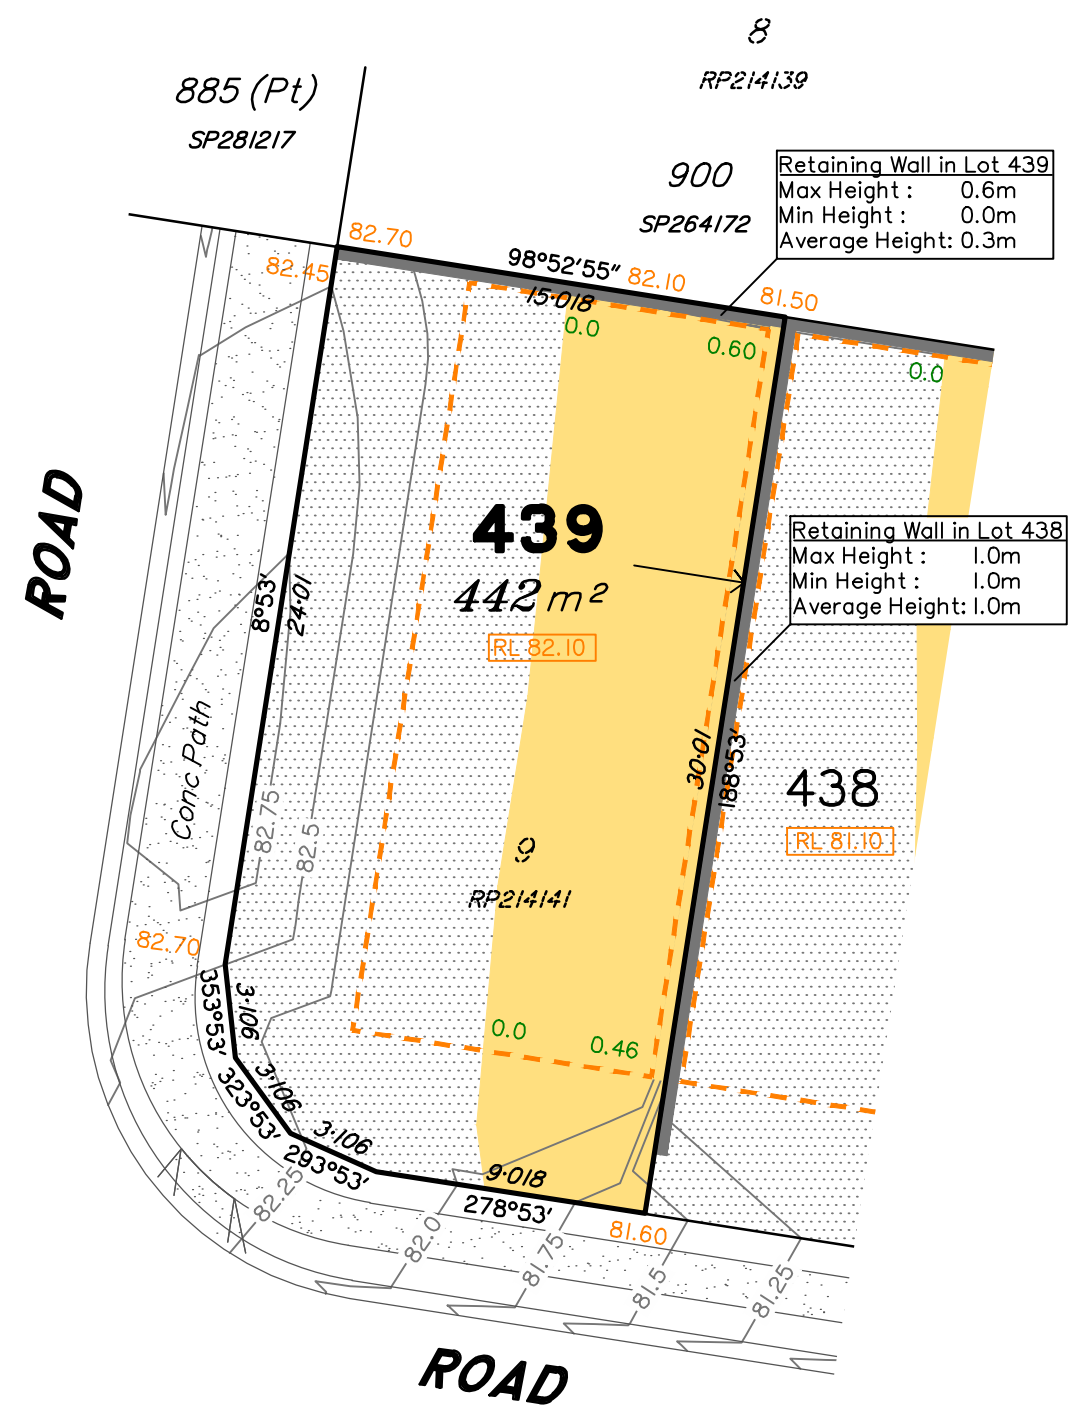 8
RP214139
885 (Pt)
SP281217
900
SP264172
Retaining Wall in Lot 439
Max Height : 0.6m
Min Height : 0.0m
Average Height: 0.3m
82.70
82.45
98°52'55"
82.10
15·018
81.50
0.0
0.60
0.0
ROAD
439
442 m²
RL 82.10
Retaining Wall in Lot 438
Max Height : 1.0m
Min Height : 1.0m
Average Height: 1.0m
8°53'
24·01
Conc Path
30·01
188°53'
438
RL 81.10
82.75
82.5
9
RP214141
82.70
353°53'
3·106
0.0
0.46
323°53'
3·106
293°53'
3·106
9·018
278°53'
81.60
82.25
82.0
81.75
81.5
81.25
ROAD